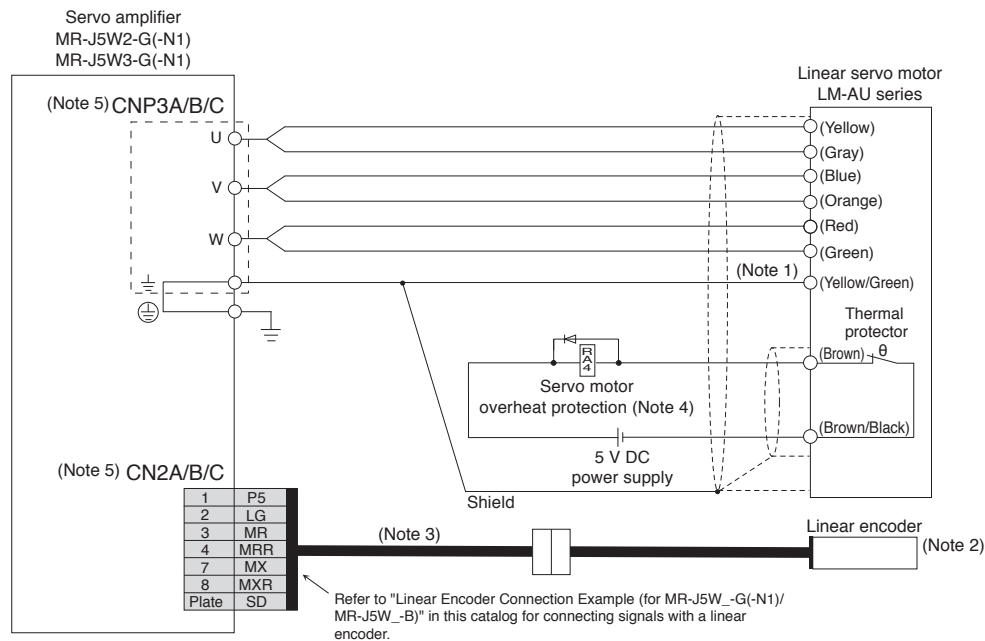 Servo amplifier
MR-J5W2-G(-N1)
MR-J5W3-G(-N1)
Linear servo motor
LM-AU series
(Note 5) CNP3A/B/C
U
V
W
(Yellow)
(Gray)
(Blue)
(Orange)
(Red)
(Green)
(Note 1)
(Yellow/Green)
Thermal
protector
(Brown)
θ
RA4
Servo motor
overheat protection (Note 4)
(Brown/Black)
5 V DC
power supply
Shield
(Note 5) CN2A/B/C
1 P5
2 LG
3 MR
4 MRR
7 MX
8 MXR
Plate SD
(Note 3)
Linear encoder
(Note 2)
Refer to "Linear Encoder Connection Example (for MR-J5W_-G(-N1)/
MR-J5W_-B)" in this catalog for connecting signals with a linear
encoder.